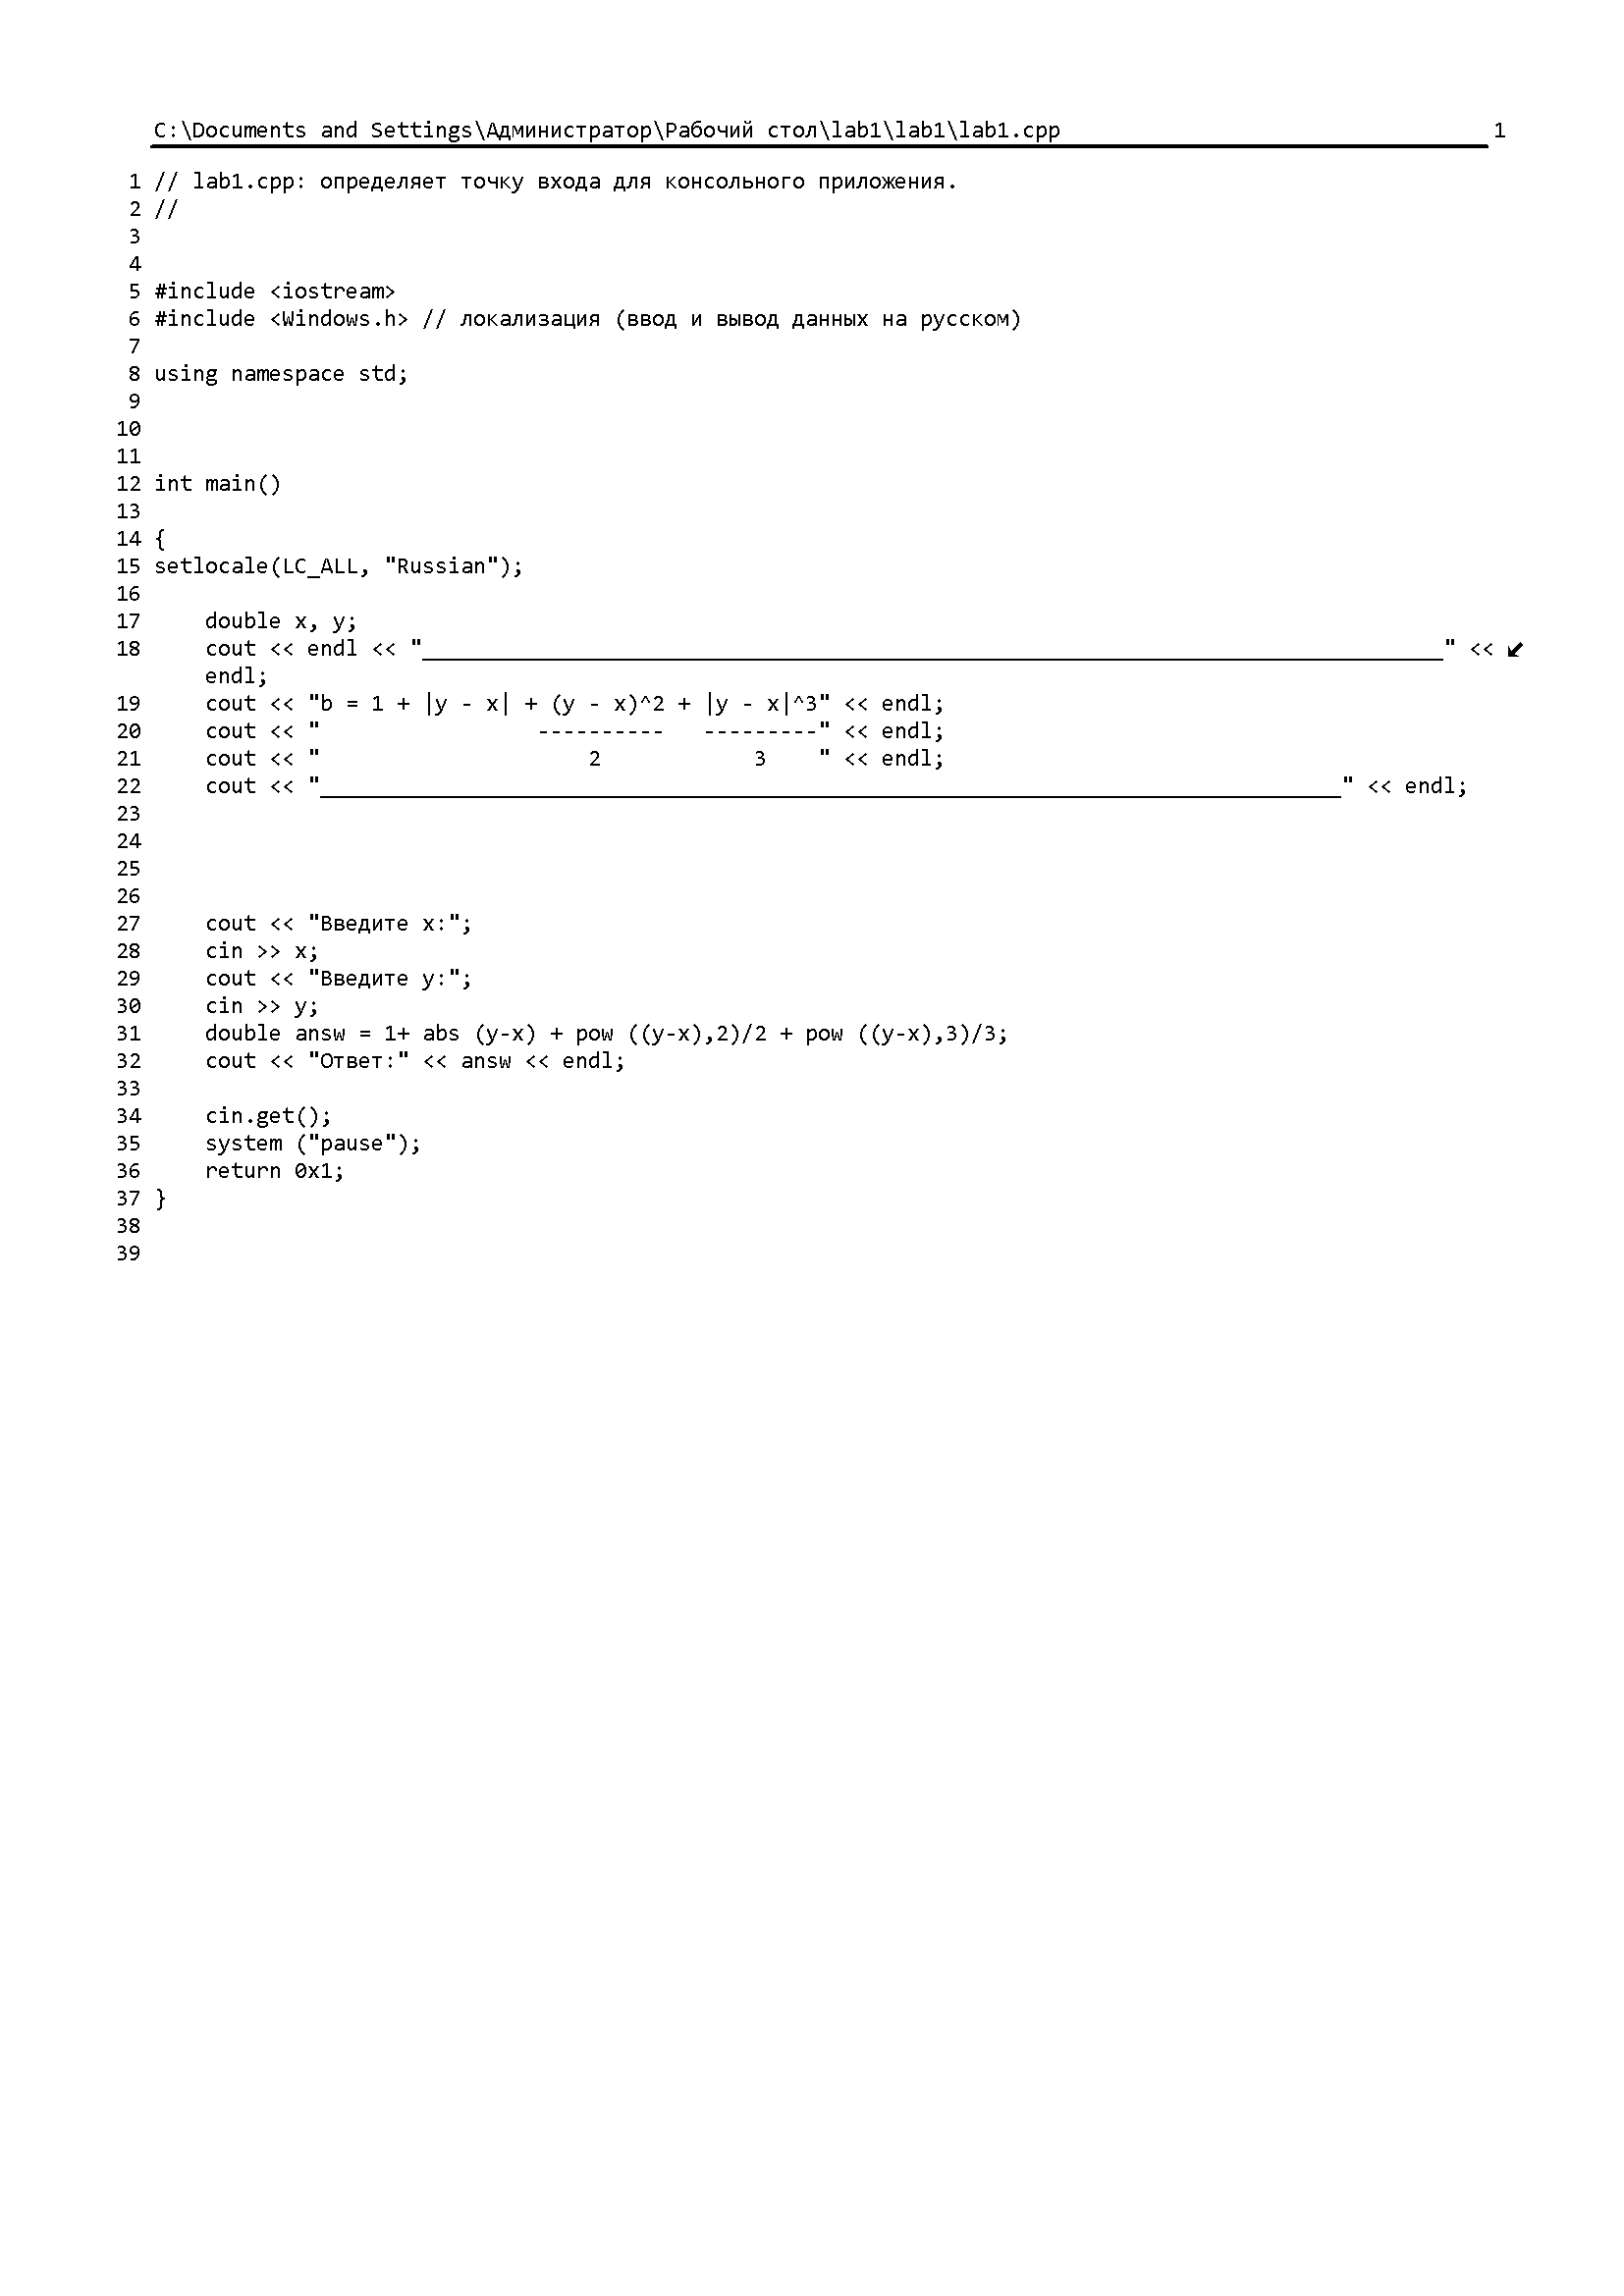 C:\Documents and Settings\Администратор\Рабочий стол\lab1\lab1\lab1.cpp 1
1 // lab1.cpp: определяет точку входа для консольного приложения.
2 //
3
4
5 #include <iostream>
6 #include <Windows.h> // локализация (ввод и вывод данных на русском)
7
8 using namespace std;
9
10
11
12 int main()
13
14 {
15 setlocale(LC_ALL, "Russian");
16
17     double x, y;
18     cout << endl << "________________________________________________________________________________" << ↙
    endl;
19     cout << "b = 1 + |y - x| + (y - x)^2 + |y - x|^3" << endl;
20     cout << "                 ----------   ---------" << endl;
21     cout << "                     2            3    " << endl;
22     cout << "________________________________________________________________________________" << endl;
23
24
25
26
27     cout << "Введите x:";
28     cin >> x;
29     cout << "Введите y:";
30     cin >> y;
31     double answ = 1+ abs (y-x) + pow ((y-x),2)/2 + pow ((y-x),3)/3;
32     cout << "Ответ:" << answ << endl;
33
34     cin.get();
35     system ("pause");
36     return 0x1;
37 }
38
39